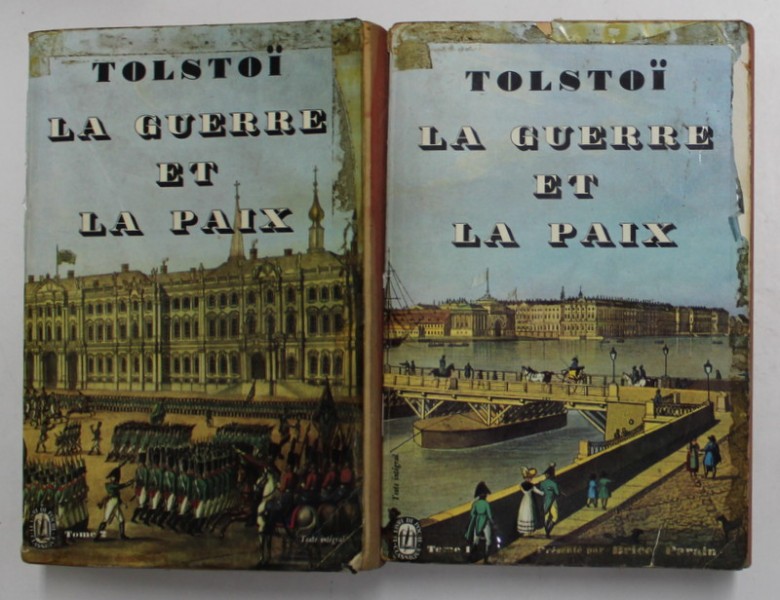 TOLSTOÏ
LA GUERRE
ET
LA PAIX
Tome 2
Texte intégral
TOLSTOÏ
LA GUERRE
ET
LA PAIX
Texte intégral
Tome 1
Présenté par Brice Parain